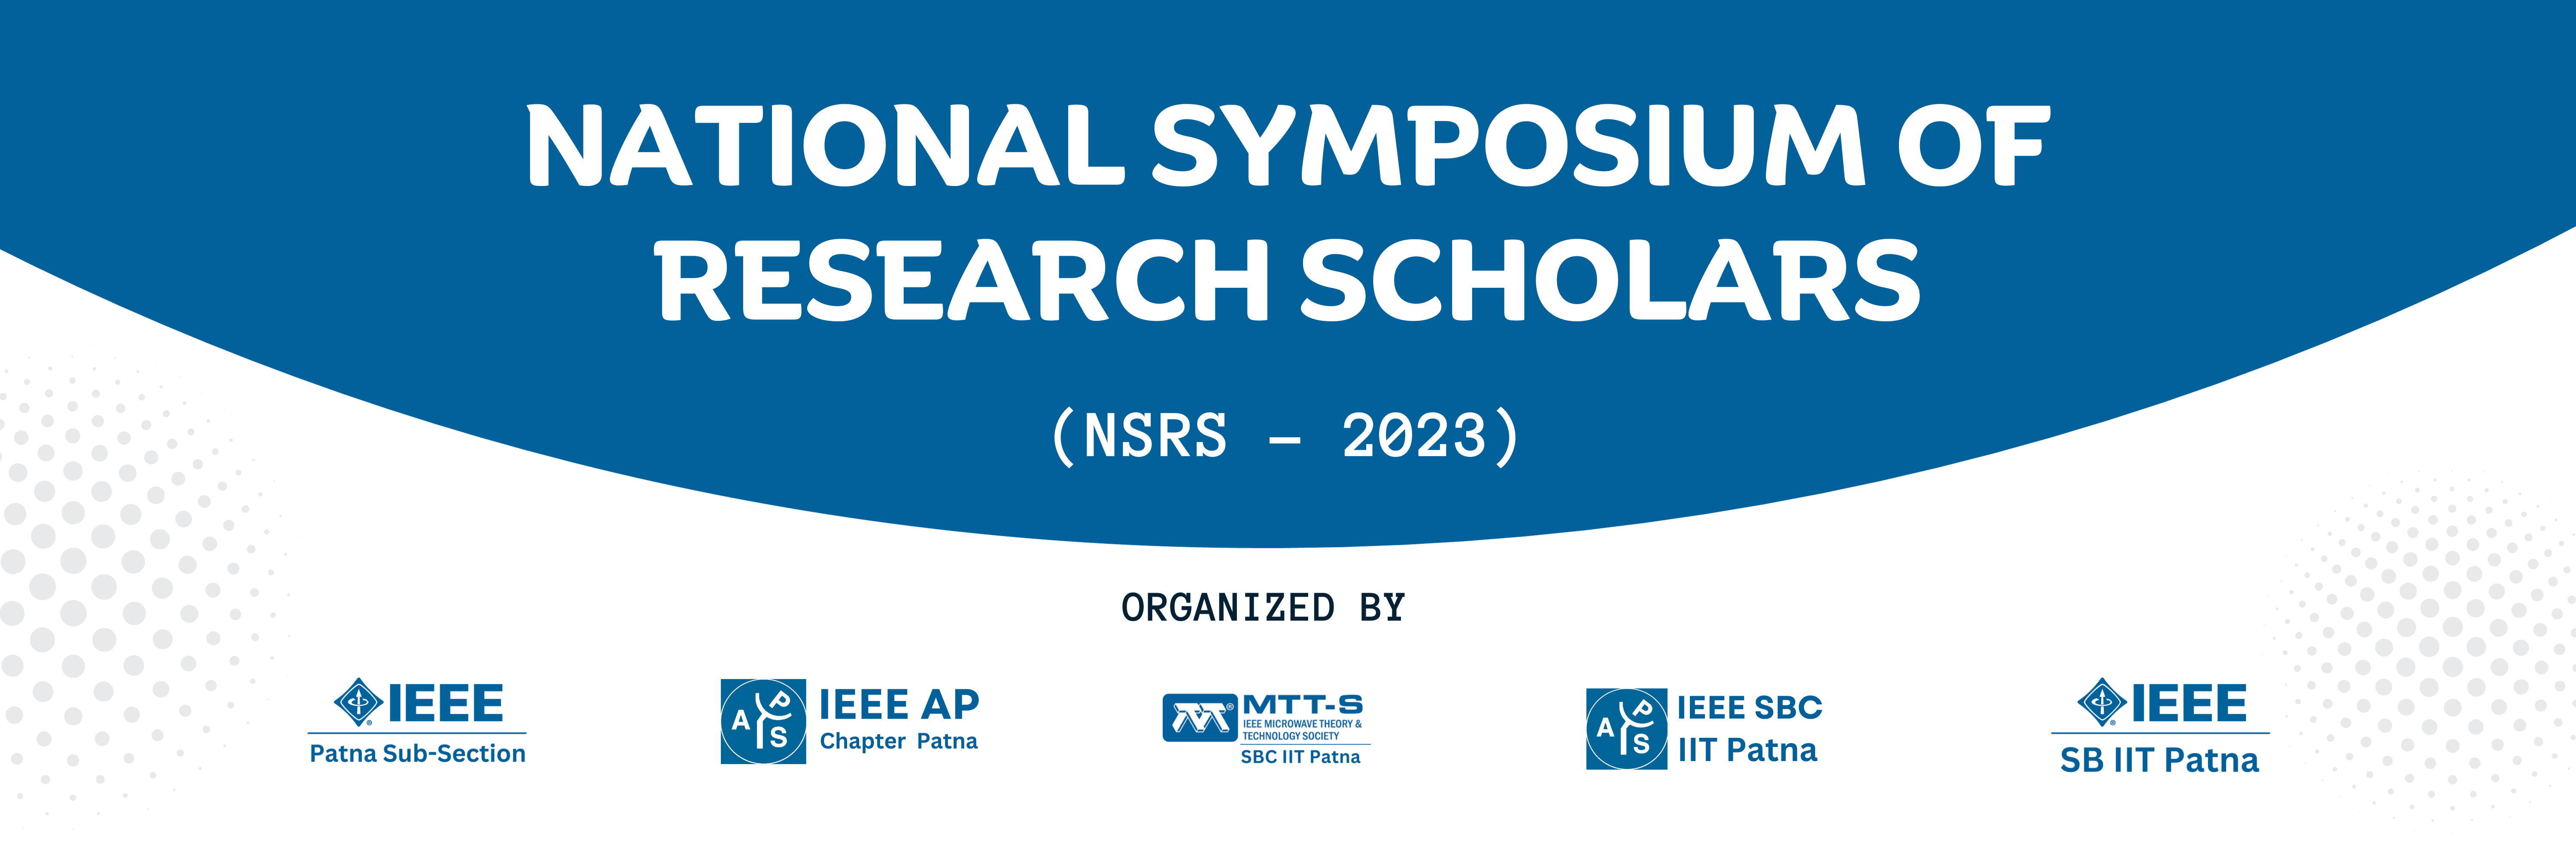 NATIONAL SYMPOSIUM OF
RESEARCH SCHOLARS
(NSRS – 2023)
ORGANIZED BY
IEEE
Patna Sub-Section
A P S
IEEE AP
Chapter Patna
MTT-S
IEEE MICROWAVE THEORY &
TECHNOLOGY SOCIETY
SBC IIT Patna
A P S
IEEE SBC
IIT Patna
IEEE
SB IIT Patna